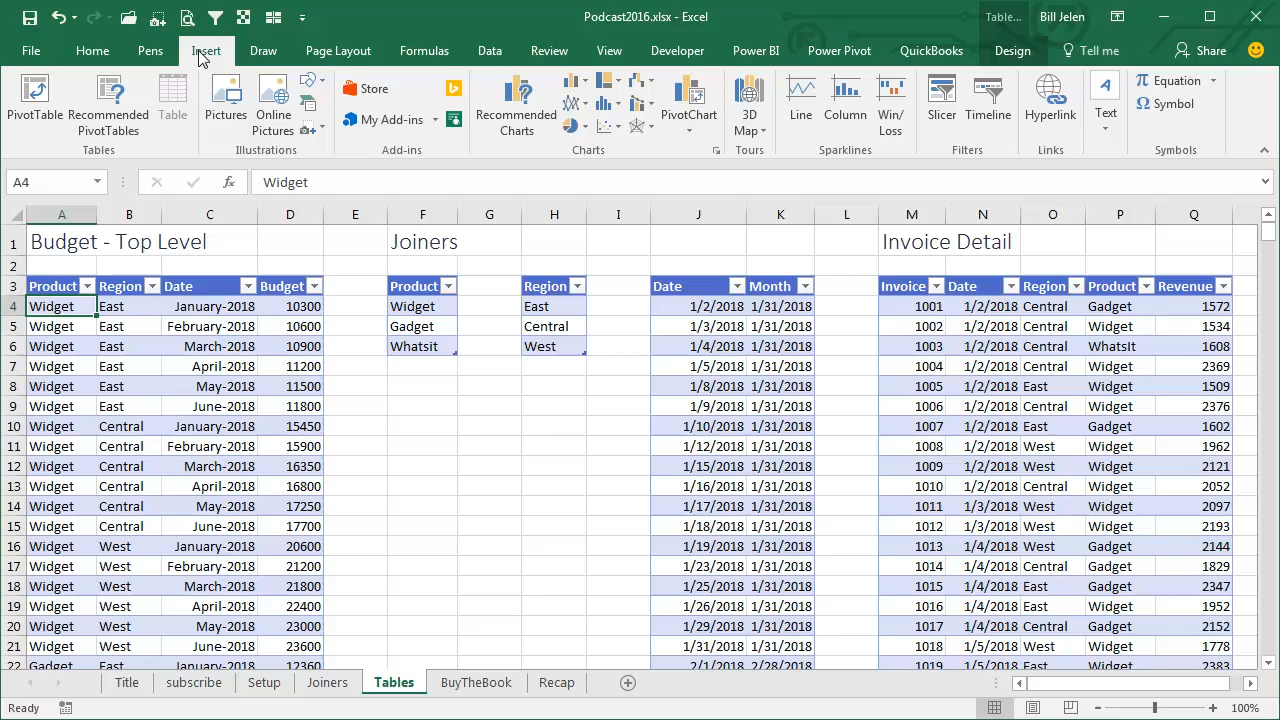 Podcast2016.xlsx - Excel
Table... Bill Jelen
File Home Pens Insert Draw Page Layout Formulas Data Review View Developer Power BI Power Pivot QuickBooks Design Tell me Share
PivotTable Recommended PivotTables Table
Tables
Pictures Online Pictures
Illustrations
Store
My Add-ins
Add-ins
Recommended Charts
PivotChart
Charts
3D Map
Tours
Line Column Win/Loss
Sparklines
Slicer Timeline
Filters
Hyperlink
Links
A
Text
Equation
Symbol
Symbols
A4 fx Widget
A B C D E F G H I J K L M N O P Q
1 Budget - Top Level Joiners Invoice Detail
2
3 Product Region Date Budget Product Region Date Month Invoice Date Region Product Revenue
4 Widget East January-2018 10300 Widget East 1/2/2018 1/31/2018 1001 1/2/2018 Central Gadget 1572
5 Widget East February-2018 10600 Gadget Central 1/3/2018 1/31/2018 1002 1/2/2018 Central Widget 1534
6 Widget East March-2018 10900 Whatsit West 1/4/2018 1/31/2018 1003 1/2/2018 Central WhatsIt 1608
7 Widget East April-2018 11200 1/5/2018 1/31/2018 1004 1/2/2018 Central Widget 2369
8 Widget East May-2018 11500 1/8/2018 1/31/2018 1005 1/2/2018 East Widget 1509
9 Widget East June-2018 11800 1/9/2018 1/31/2018 1006 1/2/2018 Central Widget 2376
10 Widget Central January-2018 15450 1/10/2018 1/31/2018 1007 1/2/2018 East Gadget 1602
11 Widget Central February-2018 15900 1/12/2018 1/31/2018 1008 1/2/2018 West Widget 1962
12 Widget Central March-2018 16350 1/15/2018 1/31/2018 1009 1/2/2018 West Widget 2121
13 Widget Central April-2018 16800 1/16/2018 1/31/2018 1010 1/2/2018 Central Widget 2052
14 Widget Central May-2018 17250 1/17/2018 1/31/2018 1011 1/3/2018 West Widget 2097
15 Widget Central June-2018 17700 1/18/2018 1/31/2018 1012 1/3/2018 West Widget 2193
16 Widget West January-2018 20600 1/19/2018 1/31/2018 1013 1/4/2018 West Gadget 2144
17 Widget West February-2018 21200 1/23/2018 1/31/2018 1014 1/4/2018 Central Gadget 1829
18 Widget West March-2018 21800 1/25/2018 1/31/2018 1015 1/4/2018 East Gadget 2347
19 Widget West April-2018 22400 1/26/2018 1/31/2018 1016 1/4/2018 East Widget 1952
20 Widget West May-2018 23000 1/29/2018 1/31/2018 1017 1/4/2018 Central Gadget 2152
21 Widget West June-2018 23600 1/31/2018 1/31/2018 1018 1/5/2018 West Widget 1778
22 Gadget East January-2018 12360 2/1/2018 2/28/2018 1019 1/5/2018 East Widget 2383
Title subscribe Setup Joiners Tables BuyTheBook Recap
Ready 100%